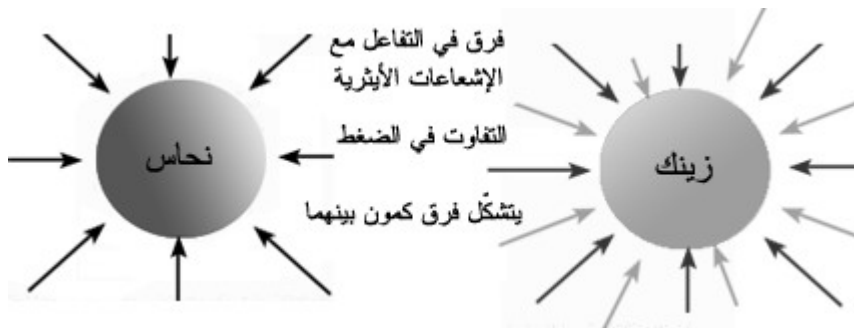 فرق في التفاعل مع
الإشعاعات الأيثرية
التفاوت في الضغط
يتشكّل فرق كمون بينهما
نحاس
زينك